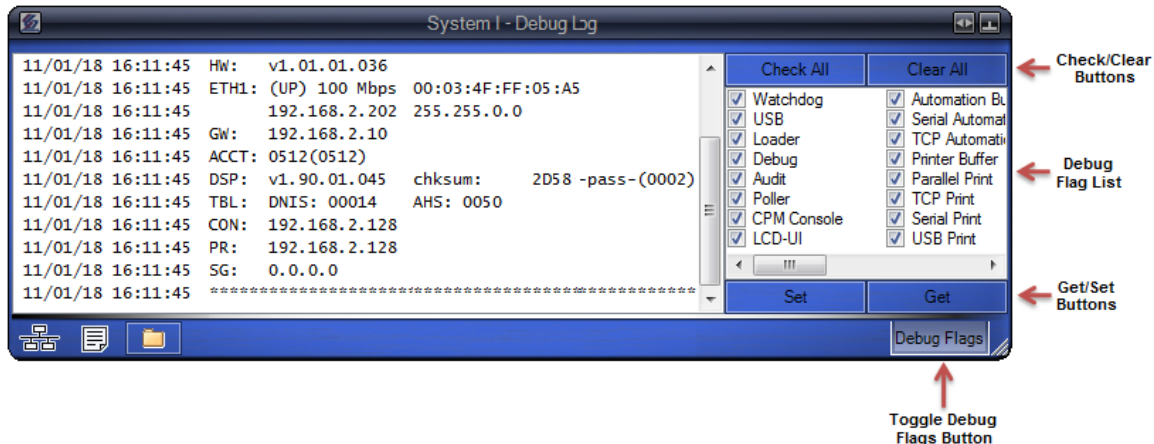 System I - Debug Log
11/01/18 16:11:45 HW: v1.01.01.036
11/01/18 16:11:45 ETH1: (UP) 100 Mbps 00:03:4F:FF:05:A5
11/01/18 16:11:45 192.168.2.202 255.255.0.0
11/01/18 16:11:45 GW: 192.168.2.10
11/01/18 16:11:45 ACCT: 0512(0512)
11/01/18 16:11:45 DSP: v1.90.01.045 chksum: 2D58 -pass-(0002)
11/01/18 16:11:45 TBL: DNIS: 00014 AHS: 0050
11/01/18 16:11:45 CON: 192.168.2.128
11/01/18 16:11:45 PR: 192.168.2.128
11/01/18 16:11:45 SG: 0.0.0.0
11/01/18 16:11:45 *************************************************
Check All
Clear All
Watchdog
USB
Loader
Debug
Audit
Poller
CPM Console
LCD-UI
Automation Bu
Serial Automat
TCP Automati
Printer Buffer
Parallel Print
TCP Print
Serial Print
USB Print
Set
Get
Debug Flags
Check/Clear
Buttons
Debug
Flag List
Get/Set
Buttons
Toggle Debug
Flags Button